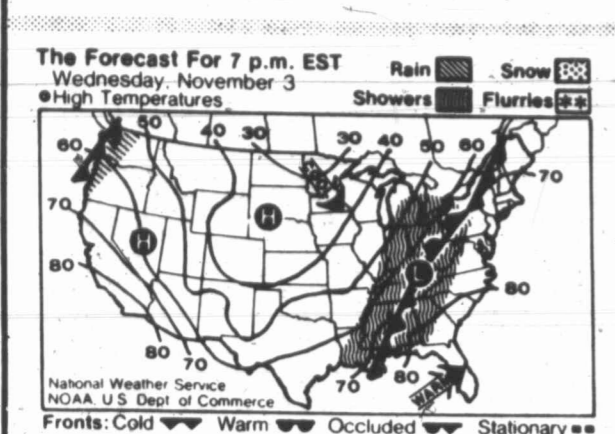 The Forecast For 7 p.m. EST
Wednesday, November 3
High Temperatures
Rain Snow
Showers Flurries
60 50 40 30 30 40 50 60 70
70
80
H H L
80 70 70 80 80
WARM
National Weather Service
NOAA, U.S. Dept. of Commerce
Fronts: Cold Warm Occluded Stationary